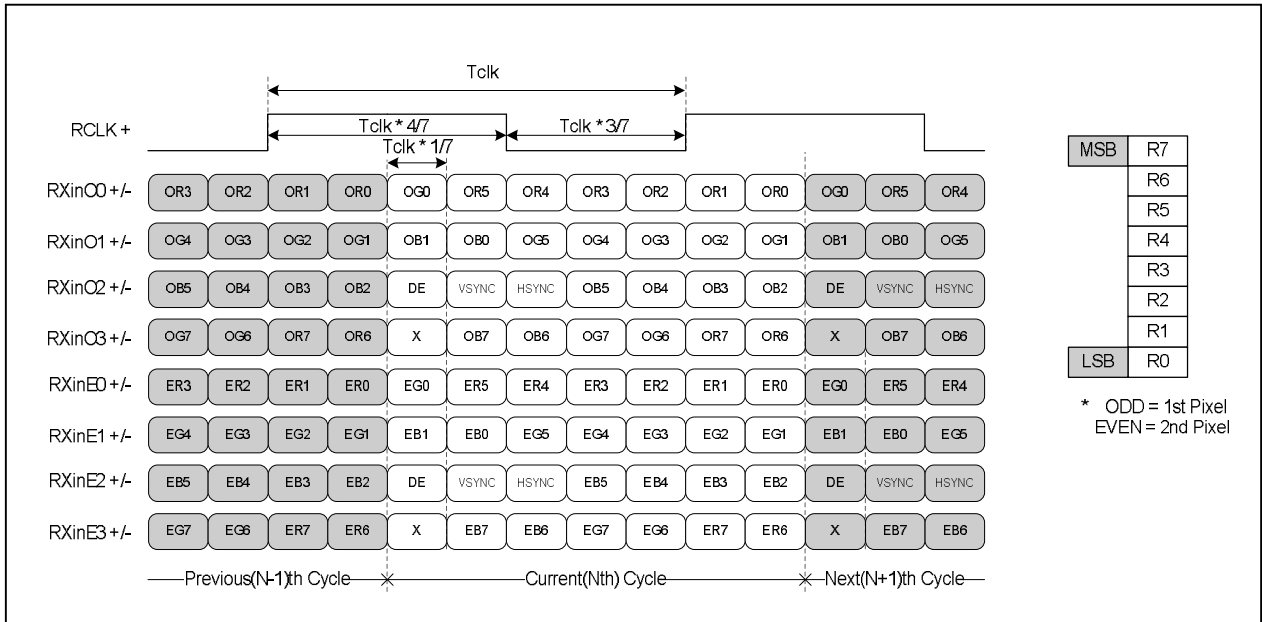 Tclk
RCLK +
Tclk * 4/7
Tclk * 3/7
Tclk * 1/7
RXinO0 +/- OR3 OR2 OR1 OR0 OG0 OR5 OR4 OR3 OR2 OR1 OR0 OG0 OR5 OR4
RXinO1 +/- OG4 OG3 OG2 OG1 OB1 OB0 OG5 OG4 OG3 OG2 OG1 OB1 OB0 OG5
RXinO2 +/- OB5 OB4 OB3 OB2 DE VSYNC HSYNC OB5 OB4 OB3 OB2 DE VSYNC HSYNC
RXinO3 +/- OG7 OG6 OR7 OR6 X OB7 OB6 OG7 OG6 OR7 OR6 X OB7 OB6
RXinE0 +/- ER3 ER2 ER1 ER0 EG0 ER5 ER4 ER3 ER2 ER1 ER0 EG0 ER5 ER4
RXinE1 +/- EG4 EG3 EG2 EG1 EB1 EB0 EG5 EG4 EG3 EG2 EG1 EB1 EB0 EG5
RXinE2 +/- EB5 EB4 EB3 EB2 DE VSYNC HSYNC EB5 EB4 EB3 EB2 DE VSYNC HSYNC
RXinE3 +/- EG7 EG6 ER7 ER6 X EB7 EB6 EG7 EG6 ER7 ER6 X EB7 EB6
Previous(N-1)th Cycle Current(Nth) Cycle Next(N+1)th Cycle
MSB R7
R6
R5
R4
R3
R2
R1
LSB R0
* ODD = 1st Pixel
EVEN = 2nd Pixel